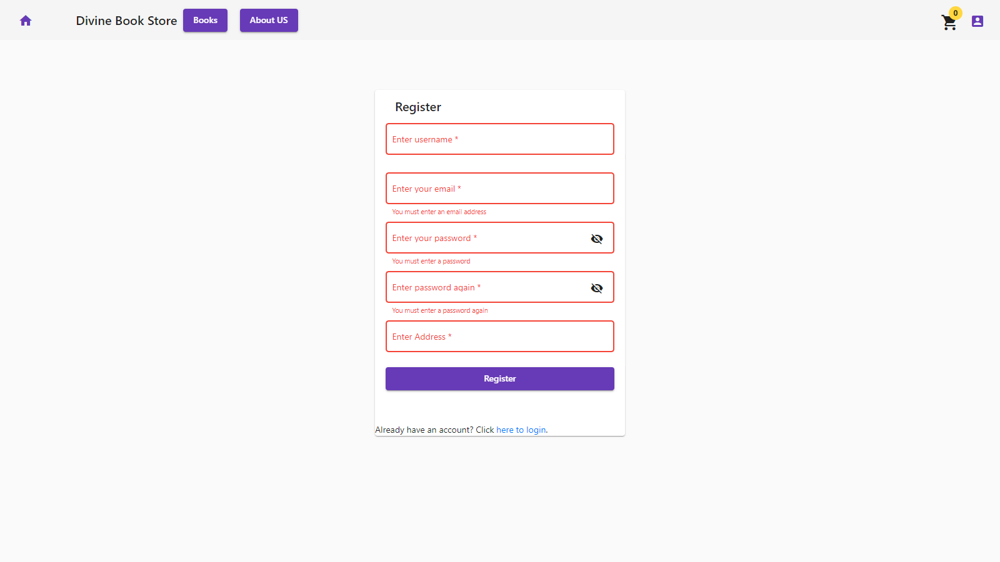 Divine Book Store
Books
About US
0
Register
Enter username *
Enter your email *
You must enter an email address
Enter your password *
You must enter a password
Enter password again *
You must enter a password again
Enter Address *
Register
Already have an account? Click here to login.